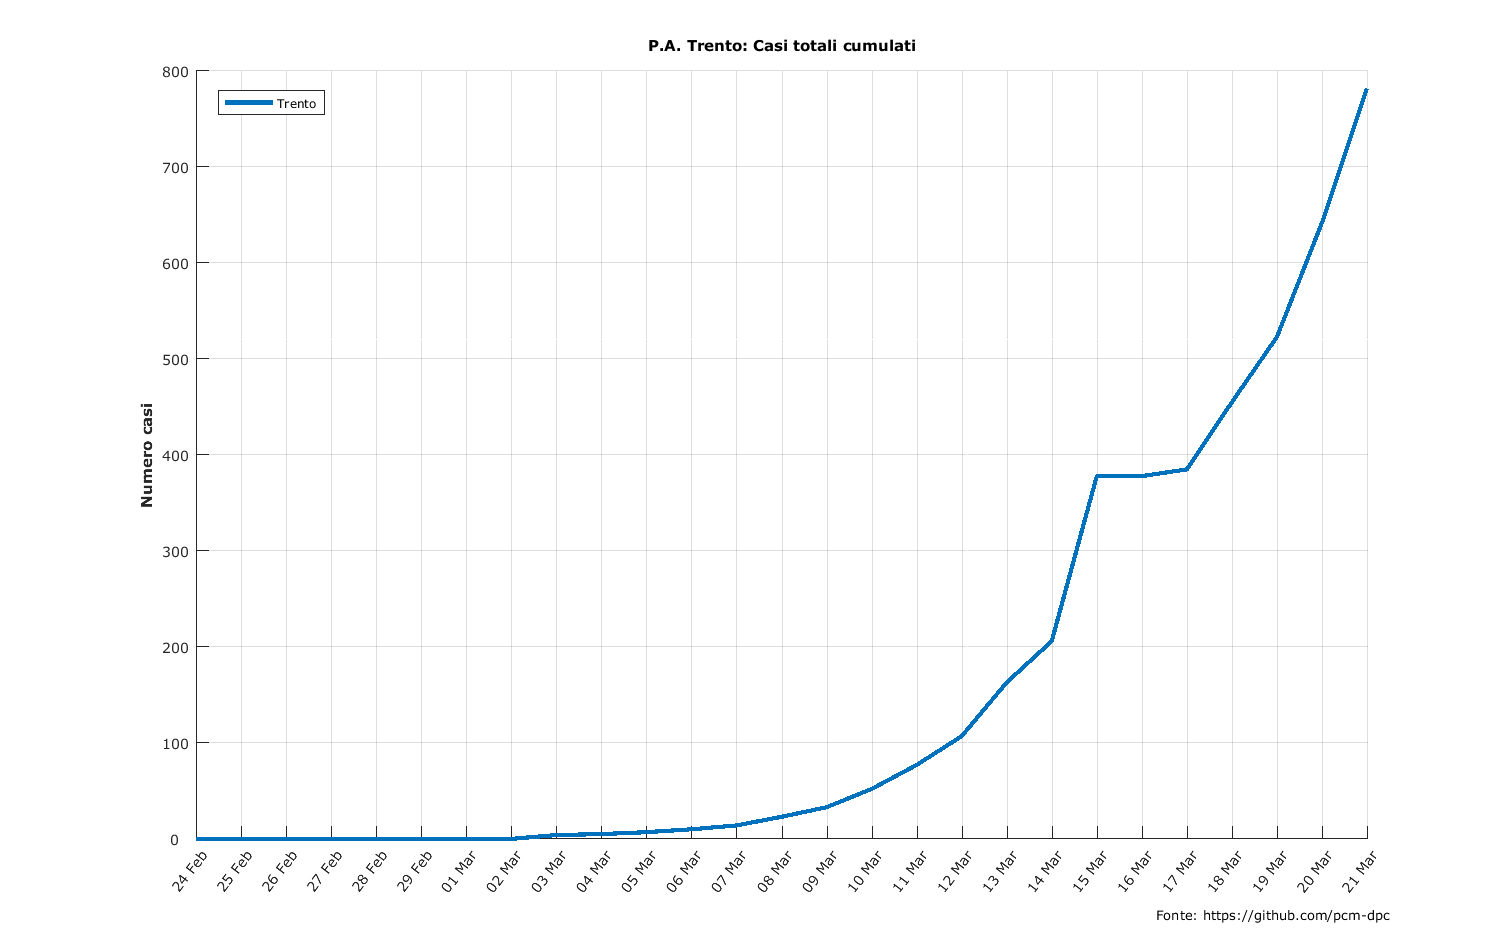 P.A. Trento: Casi totali cumulati
Trento
Numero casi
800
700
600
500
400
300
200
100
0
24 Feb
25 Feb
26 Feb
27 Feb
28 Feb
29 Feb
01 Mar
02 Mar
03 Mar
04 Mar
05 Mar
06 Mar
07 Mar
08 Mar
09 Mar
10 Mar
11 Mar
12 Mar
13 Mar
14 Mar
15 Mar
16 Mar
17 Mar
18 Mar
19 Mar
20 Mar
21 Mar
Fonte: https://github.com/pcm-dpc